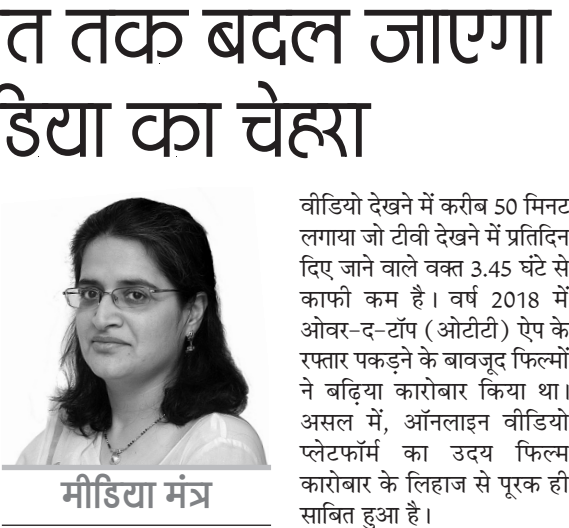 त तक बदल जाएगा
डिया का चेहरा
वीडियो देखने में करीब 50 मिनट
लगाया जो टीवी देखने में प्रतिदिन
दिए जाने वाले वक्त 3.45 घंटे से
काफी कम है। वर्ष 2018 में
ओवर-द-टॉप (ओटीटी) ऐप के
रफ्तार पकड़ने के बावजूद फिल्मों
ने बढ़िया कारोबार किया था।
असल में, ऑनलाइन वीडियो
प्लेटफॉर्म का उदय फिल्म
कारोबार के लिहाज से पूरक ही
साबित हुआ है।
मीडिया मंत्र